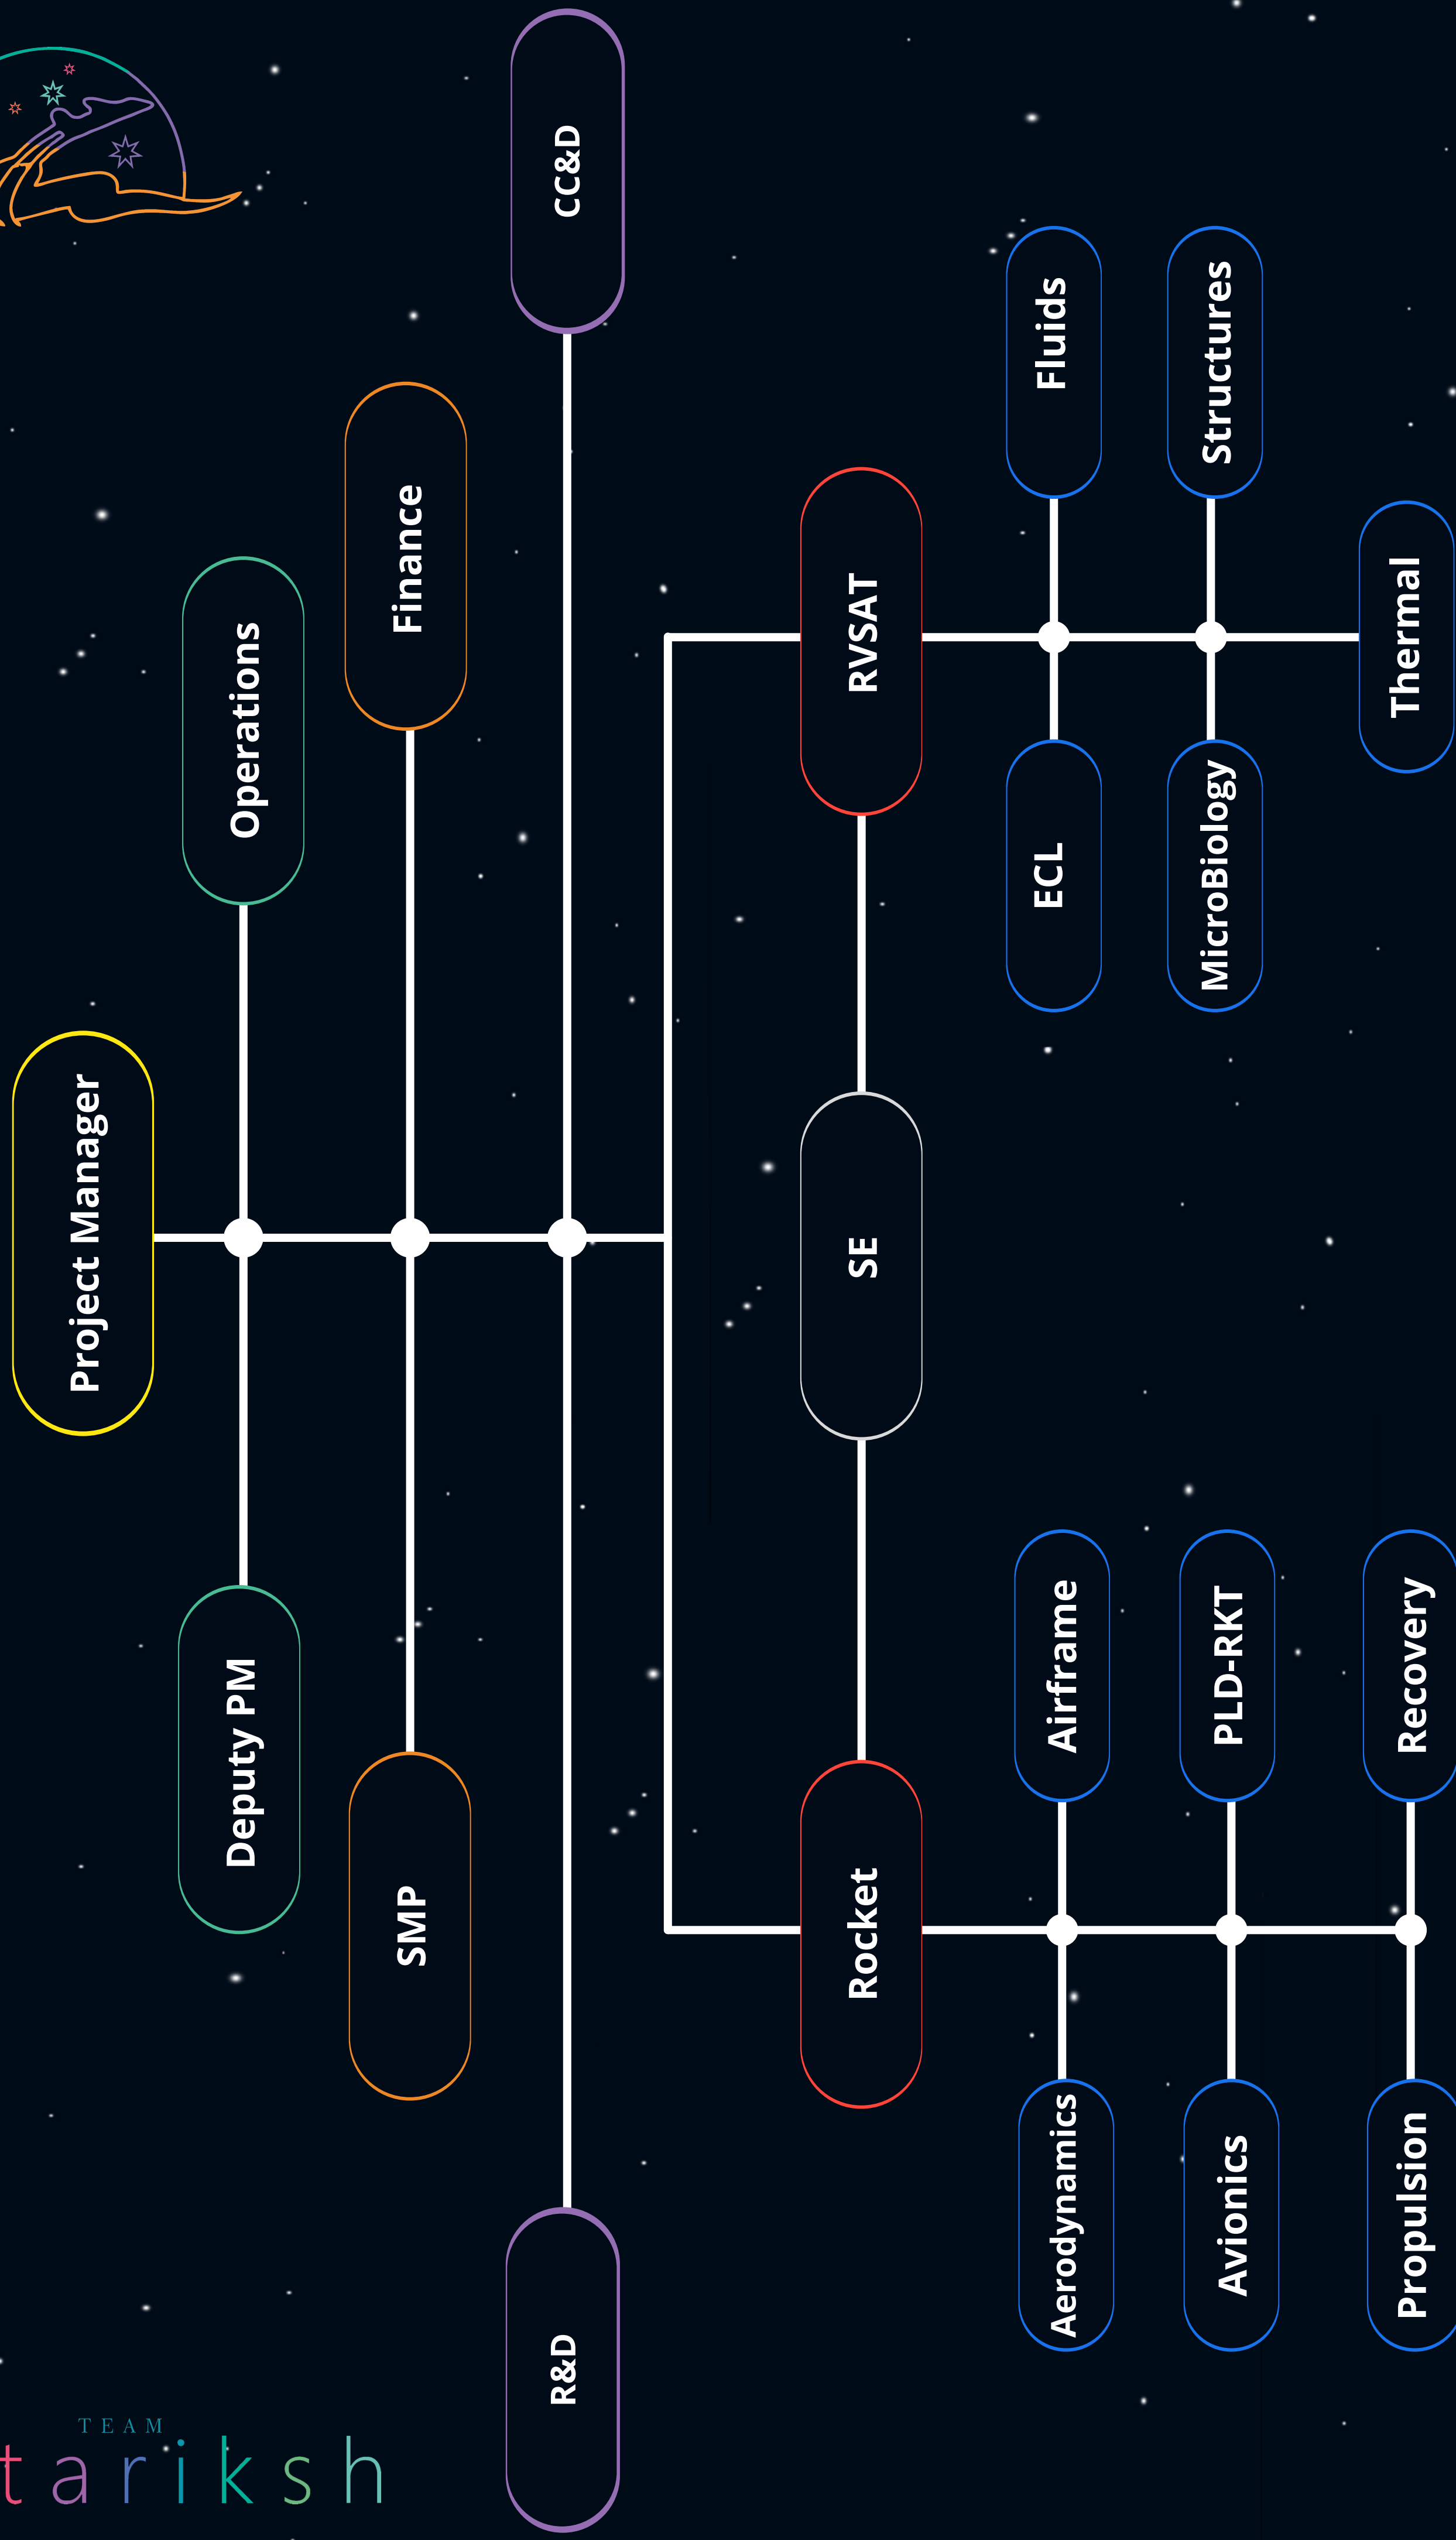 Project Manager
Deputy PM
Operations
SMP
Finance
R&D
CC&D
Rocket
SE
RVSAT
Aerodynamics
Airframe
ECL
Fluids
Avionics
PLD-RKT
MicroBiology
Structures
Propulsion
Recovery
Thermal
TEAM
tariksh